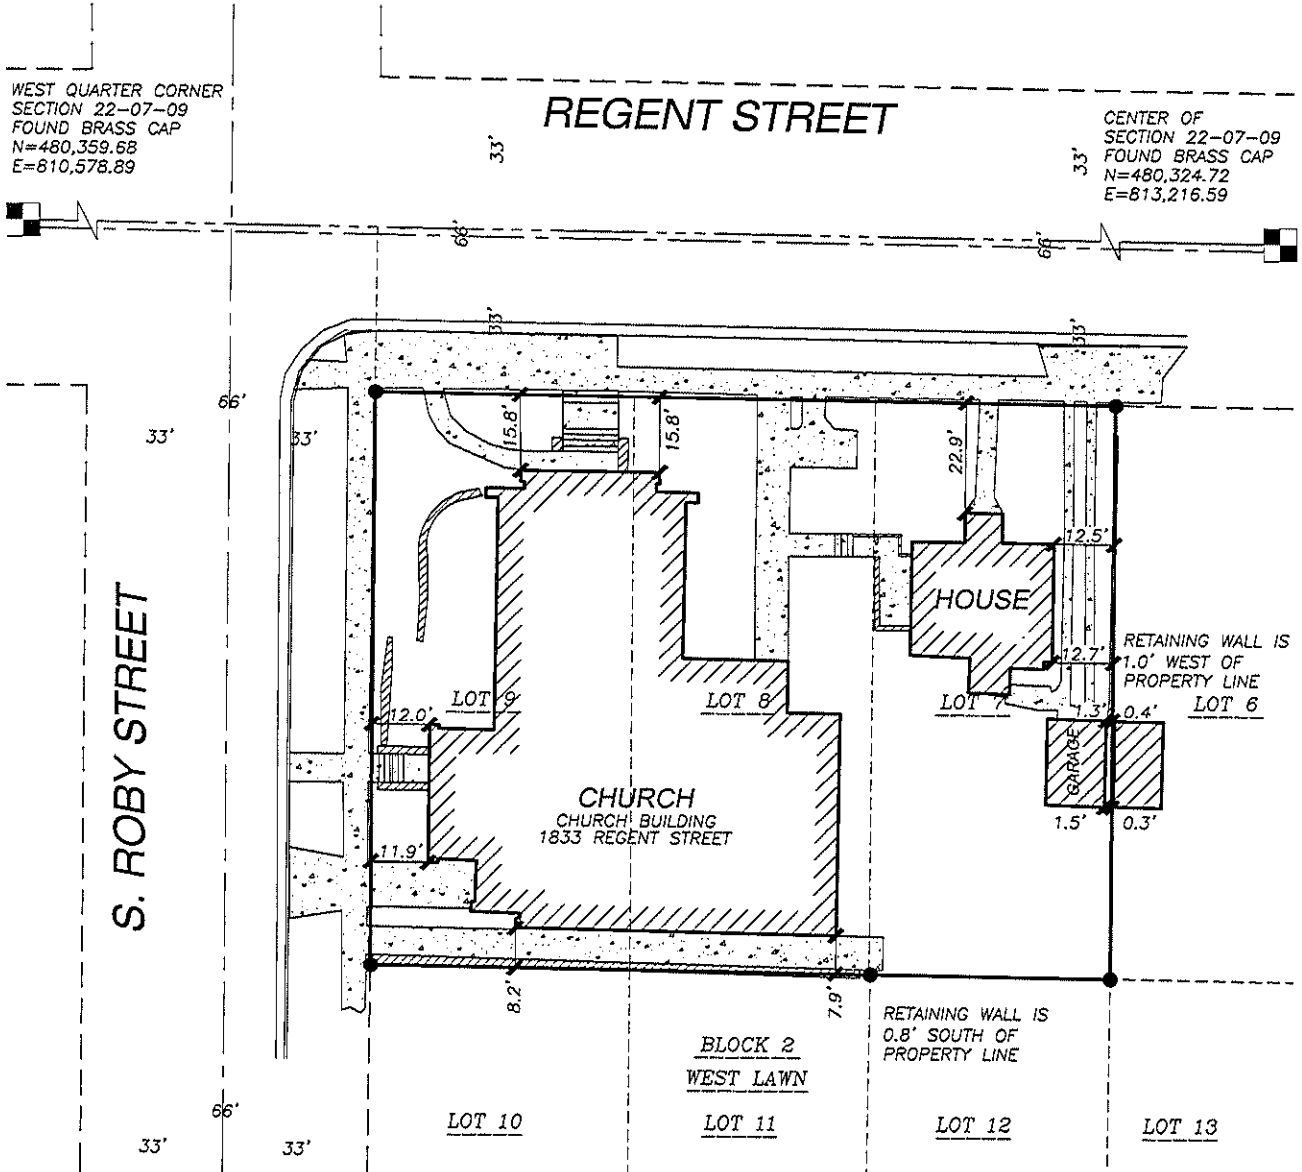 WEST QUARTER CORNER
SECTION 22-07-09
FOUND BRASS CAP
N=480,359.68
E=810,578.89
REGENT STREET
CENTER OF
SECTION 22-07-09
FOUND BRASS CAP
N=480,324.72
E=813,216.59
33'
33'
66'
66'
33'
33'
66'
33'
33'
15.8'
15.8'
22.9'
12.5'
HOUSE
12.7'
RETAINING WALL IS
1.0' WEST OF
PROPERTY LINE
LOT 9
LOT 8
LOT 7
LOT 6
12.0'
1.3'
0.4'
GARAGE
S. ROBY STREET
CHURCH
CHURCH BUILDING
1833 REGENT STREET
1.5'
0.3'
11.9'
8.2'
7.9'
RETAINING WALL IS
0.8' SOUTH OF
PROPERTY LINE
BLOCK 2
WEST LAWN
66'
33'
33'
LOT 10
LOT 11
LOT 12
LOT 13